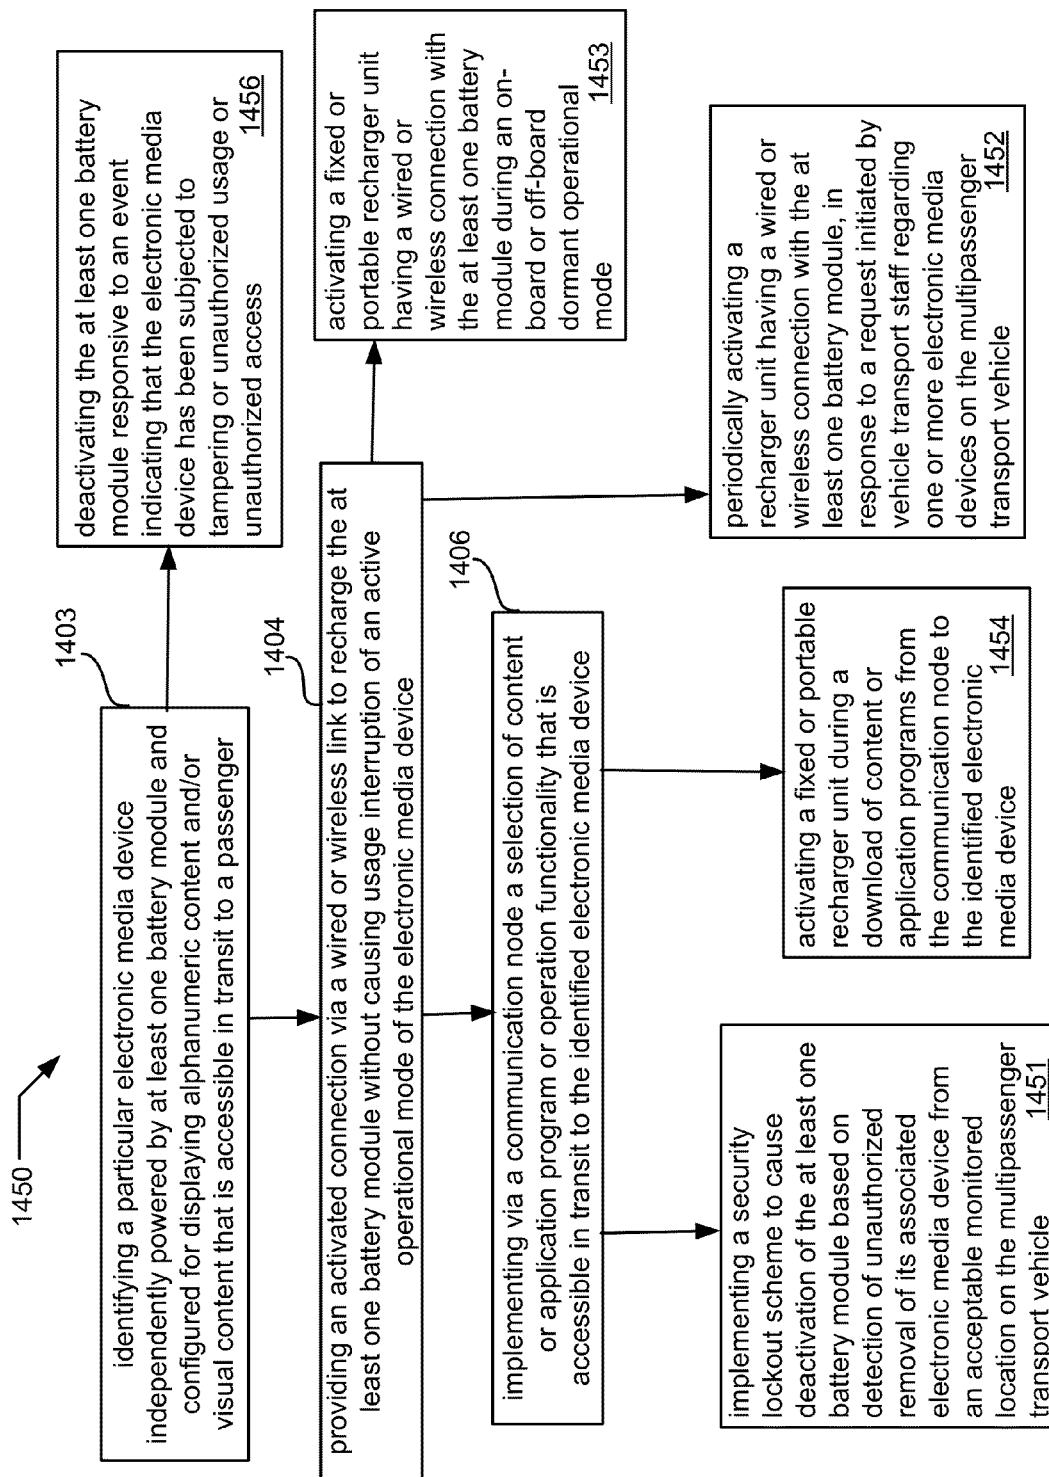 1450
1403
identifying a particular electronic media device
independently powered by at least one battery module and
configured for displaying alphanumeric content and/or
visual content that is accessible in transit to a passenger
deactivating the at least one battery
module responsive to an event
indicating that the electronic media
device has been subjected to
tampering or unauthorized usage or
unauthorized access
1456
1404
providing an activated connection via a wired or wireless link to recharge the at
least one battery module without causing usage interruption of an active
operational mode of the electronic media device
activating a fixed or
portable recharger unit
having a wired or
wireless connection with
the at least one battery
module during an on-
board or off-board
dormant operational
mode
1453
1406
implementing via a communication node a selection of content
or application program or operation functionality that is
accessible in transit to the identified electronic media device
implementing a security
lockout scheme to cause
deactivation of the at least one
battery module based on
detection of unauthorized
removal of its associated
electronic media device from
an acceptable monitored
location on the multipassenger
transport vehicle
1451
activating a fixed or portable
recharger unit during a
download of content or
application programs from
the communication node to
the identified electronic
media device
1454
periodically activating a
recharger unit having a wired or
wireless connection with the at
least one battery module, in
response to a request initiated by
vehicle transport staff regarding
one or more electronic media
devices on the multipassenger
transport vehicle
1452